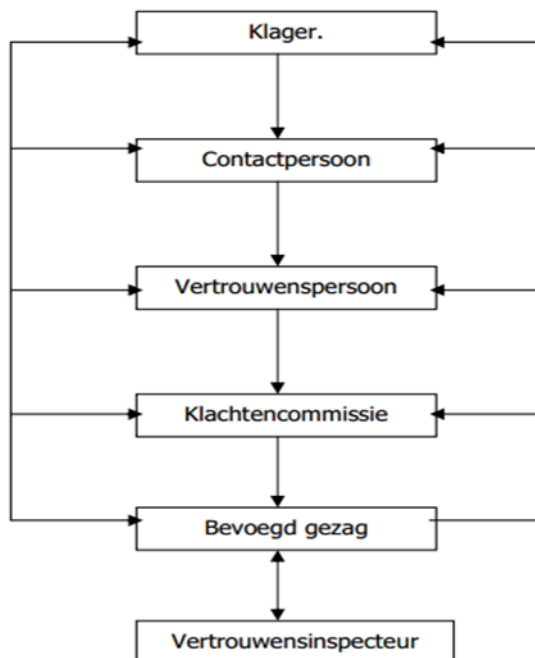 Klager.
Contactpersoon
Vertrouwenspersoon
Klachtencommissie
Bevoegd gezag
Vertrouwensinspecteur